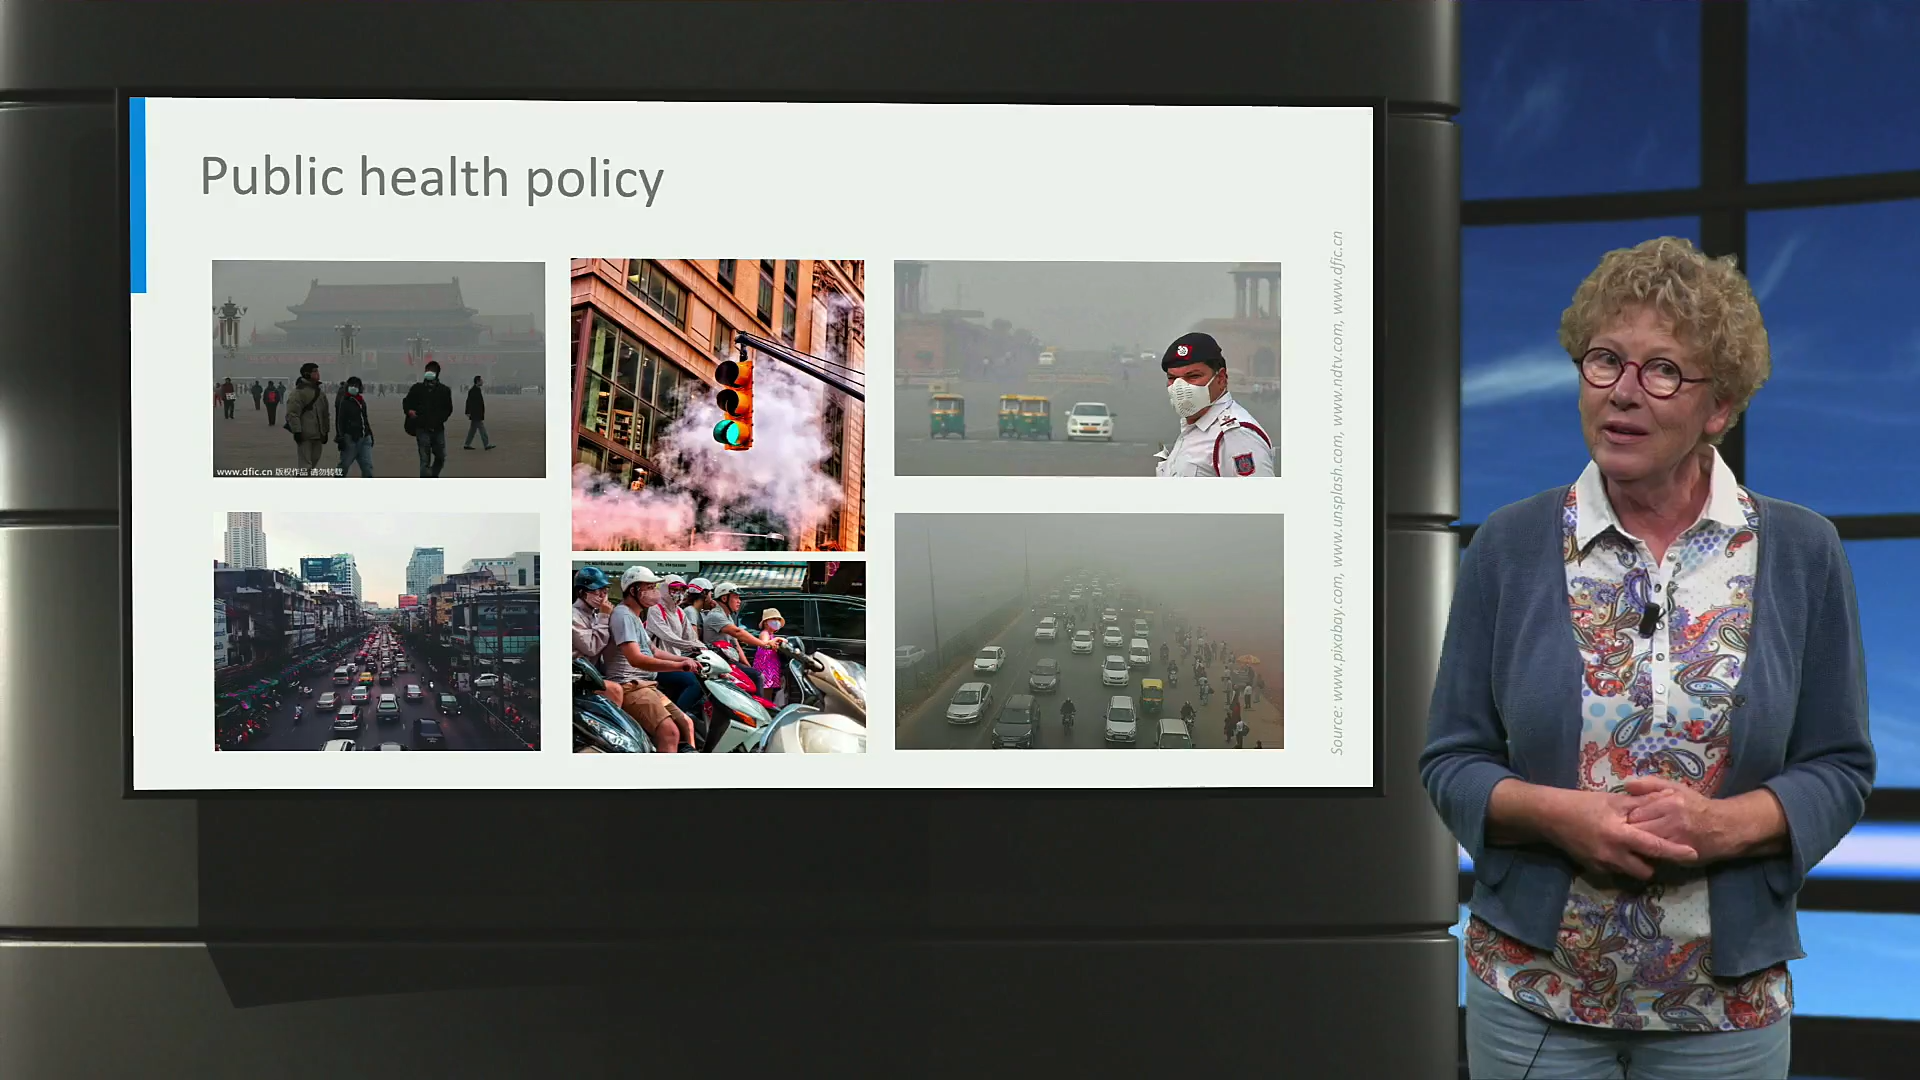 Public health policy
www.dfic.cn 版权作品 请勿转载
Source: www.pixabay.com, www.unsplash.com, www.ndtv.com, www.dfic.cn